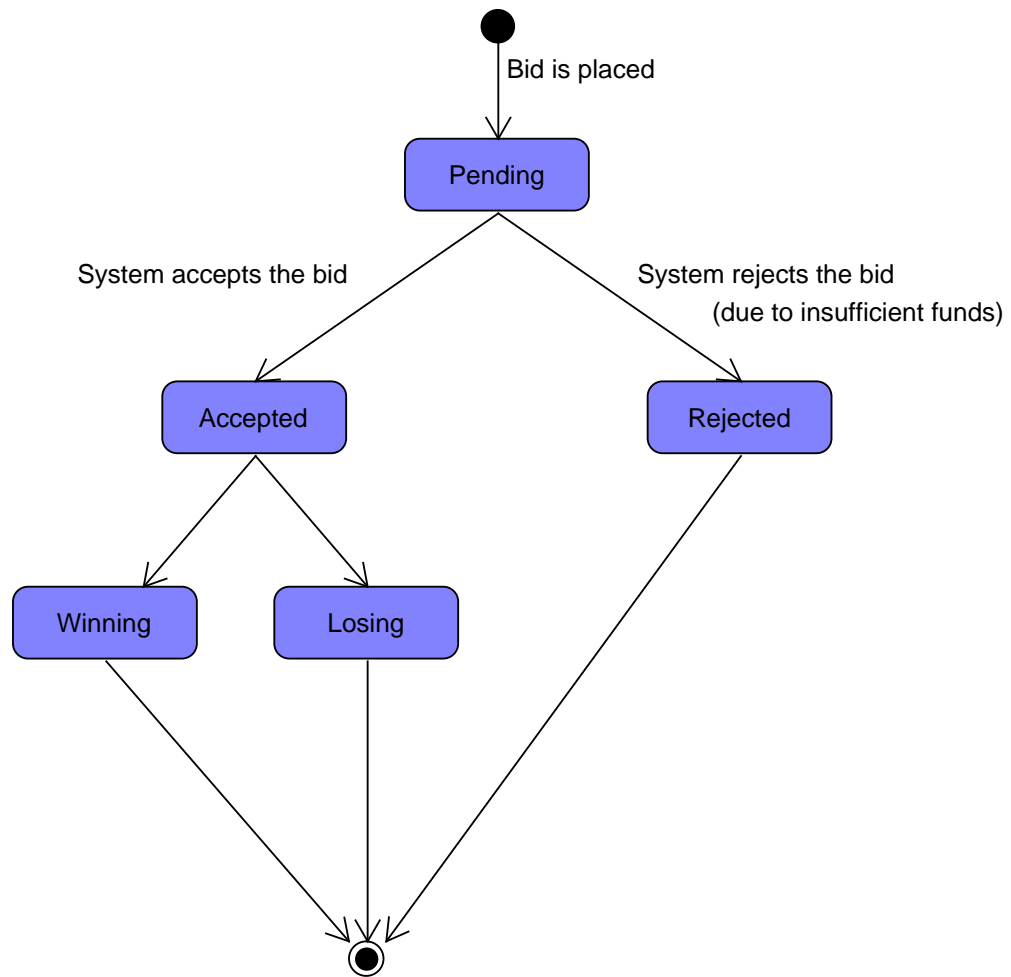 Bid is placed
Pending
System accepts the bid
System rejects the bid
(due to insufficient funds)
Accepted
Rejected
Winning
Losing